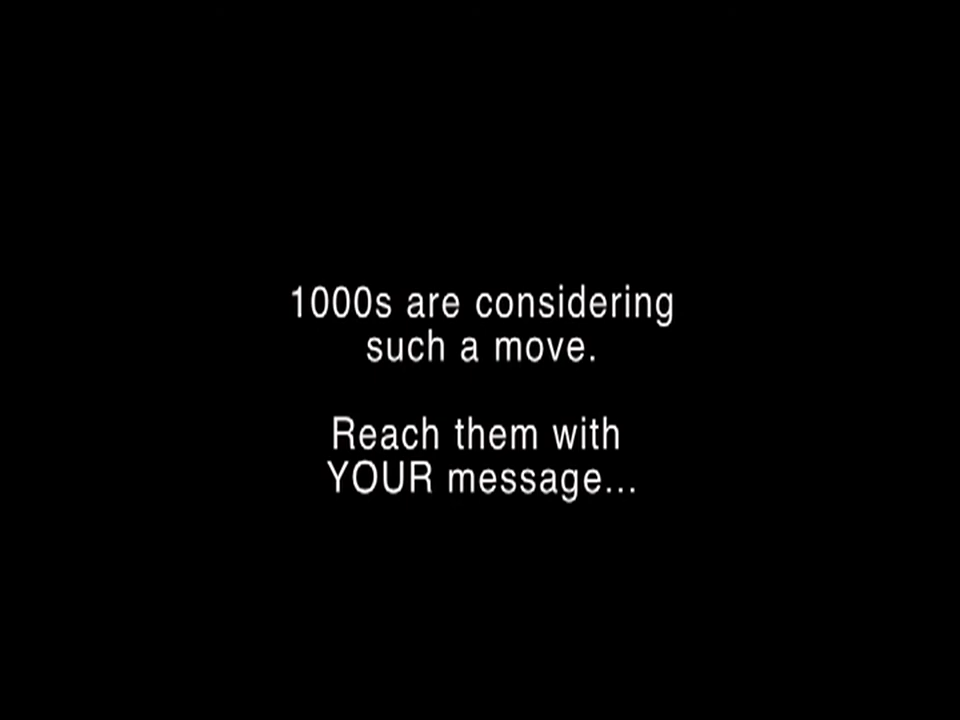 1000s are considering
such a move.
Reach them with
YOUR message...